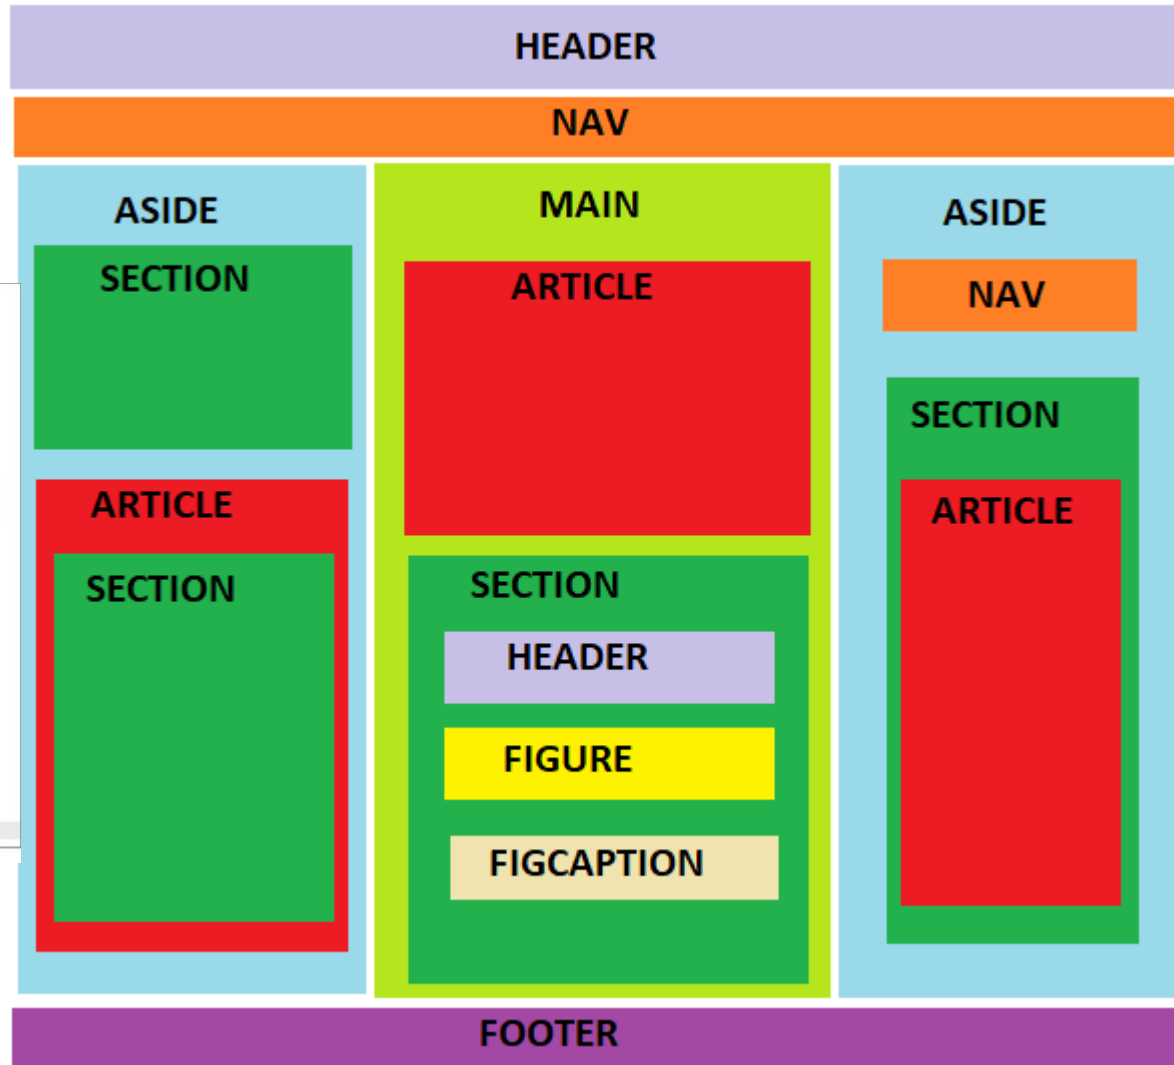 HEADER
NAV
ASIDE
SECTION
ARTICLE
SECTION
MAIN
ARTICLE
SECTION
HEADER
FIGURE
FIGCAPTION
ASIDE
NAV
SECTION
ARTICLE
FOOTER